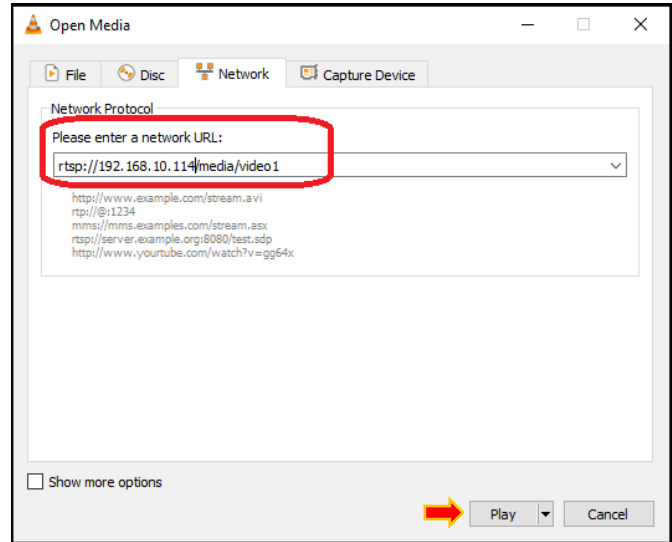 Open Media
File Disc Network Capture Device
Network Protocol
Please enter a network URL:
rtsp://192.168.10.114/media/video1
http://www.example.com/stream.avi
rtp://@:1234
mms://mms.examples.com/stream.asx
rtsp://server.example.org:8080/test.sdp
http://www.yourtube.com/watch?v=gg64x
Show more options
Play Cancel